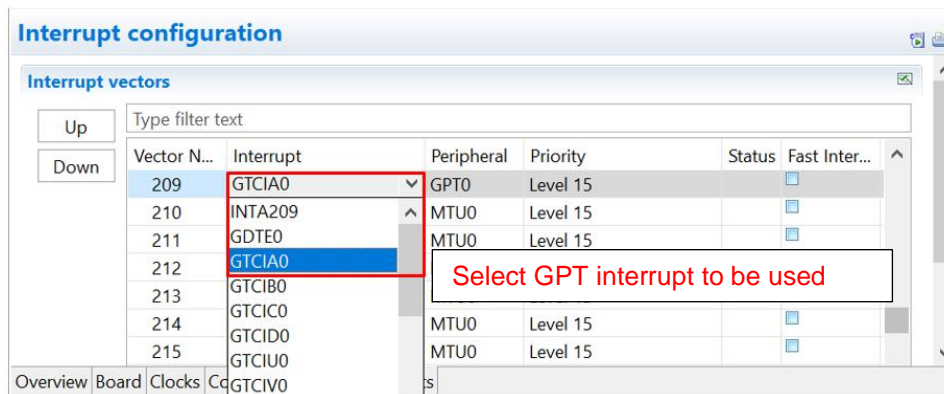 Interrupt configuration
Interrupt vectors
Up
Down
Type filter text
Vector N... Interrupt Peripheral Priority Status Fast Inter...
209 GTCIA0 GPT0 Level 15
210 INTA209 MTU0 Level 15
211 GDTE0 MTU0 Level 15
212 GTCIA0
Select GPT interrupt to be used
213 GTCIB0
214 GTCIC0 MTU0 Level 15
GTCID0
215 GTCIU0 MTU0 Level 15
Overview Board Clocks GTCIV0